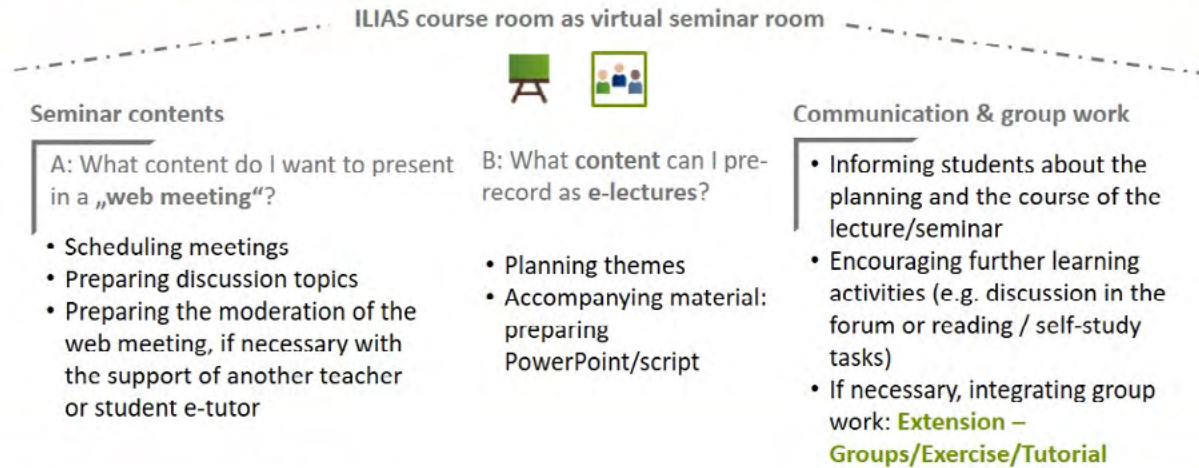 ILIAS course room as virtual seminar room
Seminar contents
A: What content do I want to present
in a „web meeting“?
• Scheduling meetings
• Preparing discussion topics
• Preparing the moderation of the
web meeting, if necessary with
the support of another teacher
or student e-tutor
B: What content can I pre-
record as e-lectures?
• Planning themes
• Accompanying material:
preparing
PowerPoint/script
Communication & group work
• Informing students about the
planning and the course of the
lecture/seminar
• Encouraging further learning
activities (e.g. discussion in the
forum or reading / self-study
tasks)
• If necessary, integrating group
work: Extension –
Groups/Exercise/Tutorial